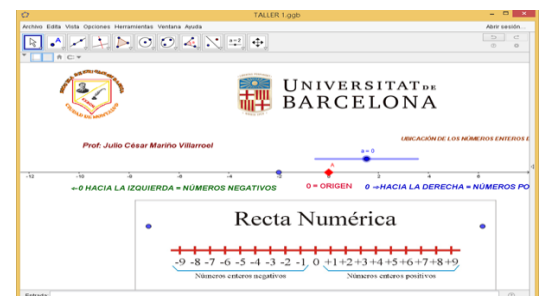 TALLER 1.ggb
Archivo Edita Vista Opciones Herramientas Ventana Ayuda
Abrir sesión...
a=2
UNIVERSITAT DE
BARCELONA
UBICACIÓN DE LOS NÚMEROS ENTEROS
Prof: Julio César Mariño Villarroel
a = 0
A
-12 -10 -8 -6 -4 -2 0 2 4 6
←0 HACIA LA IZQUIERDA = NÚMEROS NEGATIVOS
0 = ORIGEN
0 →HACIA LA DERECHA = NÚMEROS PO
Recta Numérica
-9 -8 -7 -6 -5 -4 -3 -2 -1 0 +1+2+3+4+5+6+7+8+9
Números enteros negativos
Números enteros positivos
Entrada: